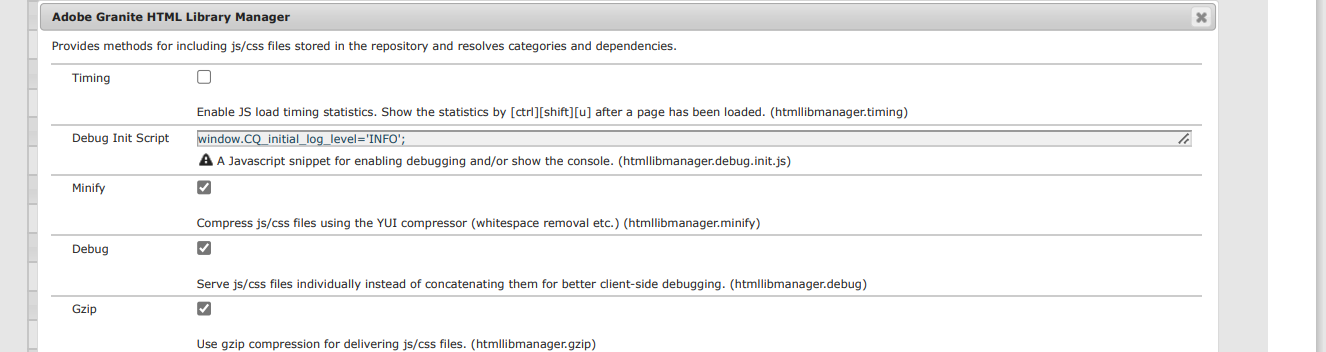 Adobe Granite HTML Library Manager
Provides methods for including js/css files stored in the repository and resolves categories and dependencies.
Timing
Enable JS load timing statistics. Show the statistics by [ctrl][shift][u] after a page has been loaded. (htmllibmanager.timing)
Debug Init Script
window.CQ_initial_log_level='INFO';
A Javascript snippet for enabling debugging and/or show the console. (htmllibmanager.debug.init.js)
Minify
Compress js/css files using the YUI compressor (whitespace removal etc.) (htmllibmanager.minify)
Debug
Serve js/css files individually instead of concatenating them for better client-side debugging. (htmllibmanager.debug)
Gzip
Use gzip compression for delivering js/css files. (htmllibmanager.gzip)